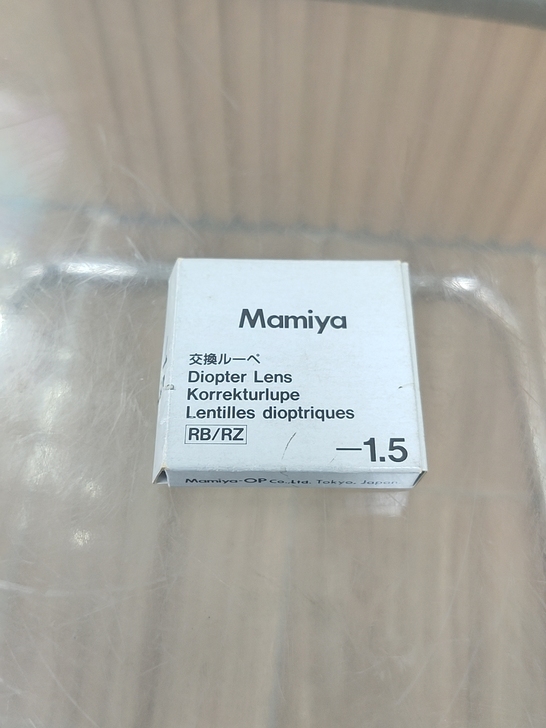 Mamiya
交換ルーペ
Diopter Lens
Korrekturlupe
Lentilles dioptriques
RB/RZ
—1.5
Mamiya-OP Co.,Ltd. Tokyo, Japan